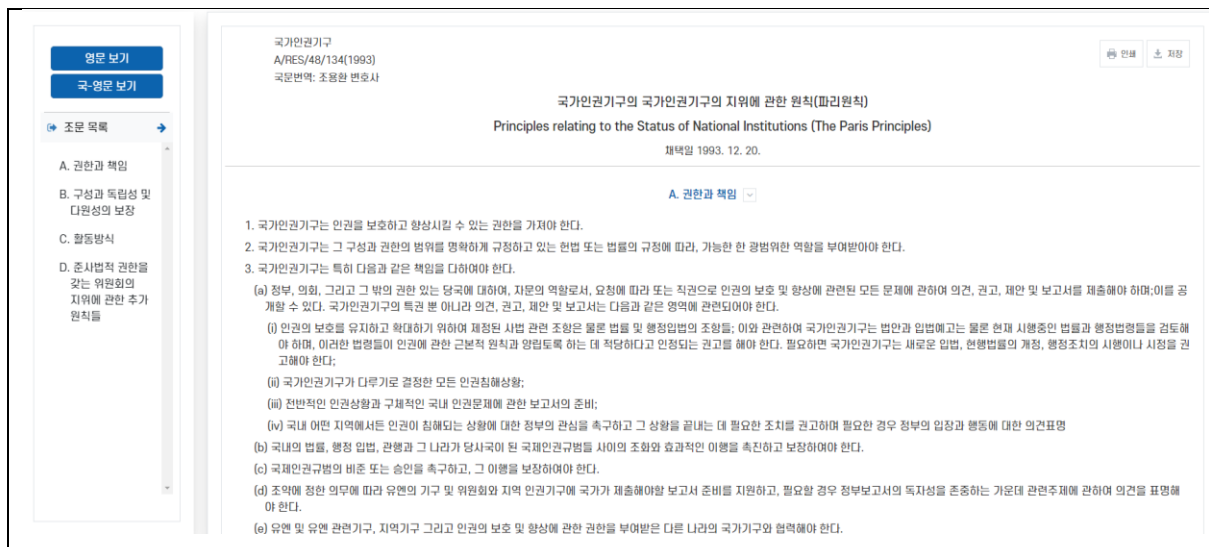 영문 보기
국-영문 보기
조문 목록
A. 권한과 책임
B. 구성과 독립성 및
다원성의 보장
C. 활동방식
D. 준사법적 권한을
갖는 위원회의
지위에 관한 추가
원칙들
국가인권기구
A/RES/48/134(1993)
국문번역: 조용환 변호사
인쇄
저장
국가인권기구의 국가인권기구의 지위에 관한 원칙(파리원칙)
Principles relating to the Status of National Institutions (The Paris Principles)
채택일 1993. 12. 20.
A. 권한과 책임
1. 국가인권기구는 인권을 보호하고 향상시킬 수 있는 권한을 가져야 한다.
2. 국가인권기구는 그 구성과 권한의 범위를 명확하게 규정하고 있는 헌법 또는 법률의 규정에 따라, 가능한 한 광범위한 역할을 부여받아야 한다.
3. 국가인권기구는 특히 다음과 같은 책임을 다하여야 한다.
(a) 정부, 의회, 그리고 그 밖의 권한 있는 당국에 대하여, 자문의 역할로서, 요청에 따라 또는 직권으로 인권의 보호 및 향상에 관련된 모든 문제에 관하여 의견, 권고, 제안 및 보고서를 제출해야 하며;이를 공
개할 수 있다. 국가인권기구의 특권 뿐 아니라 의견, 권고, 제안 및 보고서는 다음과 같은 영역에 관련되어야 한다.
(i) 인권의 보호를 유지하고 확대하기 위하여 제정된 사법 관련 조항은 물론 법률 및 행정입법의 조항들; 이와 관련하여 국가인권기구는 법안과 입법예고는 물론 현재 시행중인 법률과 행정법령들을 검토해
야 하며, 이러한 법령들이 인권에 관한 근본적 원칙과 양립토록 하는 데 적당하다고 인정되는 권고를 해야 한다. 필요하면 국가인권기구는 새로운 입법, 현행법률의 개정, 행정조치의 시행이나 시정을 권
고해야 한다;
(ii) 국가인권기구가 다루기로 결정한 모든 인권침해상황;
(iii) 전반적인 인권상황과 구체적인 국내 인권문제에 관한 보고서의 준비;
(iv) 국내 어떤 지역에서든 인권이 침해되는 상황에 대한 정부의 관심을 촉구하고 그 상황을 끝내는 데 필요한 조치를 권고하며 필요한 경우 정부의 입장과 행동에 대한 의견표명
(b) 국내의 법률, 행정 입법, 관행과 그 나라가 당사국이 된 국제인권규범들 사이의 조화와 효과적인 이행을 촉진하고 보장하여야 한다.
(c) 국제인권규범의 비준 또는 승인을 촉구하고, 그 이행을 보장하여야 한다.
(d) 조약에 정한 의무에 따라 유엔의 기구 및 위원회와 지역 인권기구에 국가가 제출해야할 보고서 준비를 지원하고, 필요할 경우 정부보고서의 독자성을 존중하는 가운데 관련주제에 관하여 의견을 표명해
야 한다.
(e) 유엔 및 유엔 관련기구, 지역기구 그리고 인권의 보호 및 향상에 관한 권한을 부여받은 다른 나라의 국가기구와 협력해야 한다.